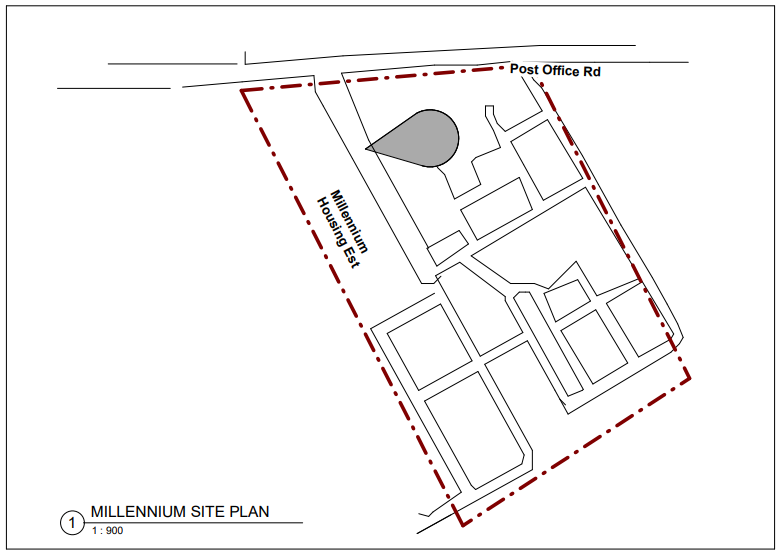 Post Office Rd
Millennium
Housing Est
1
MILLENNIUM SITE PLAN
1 : 900